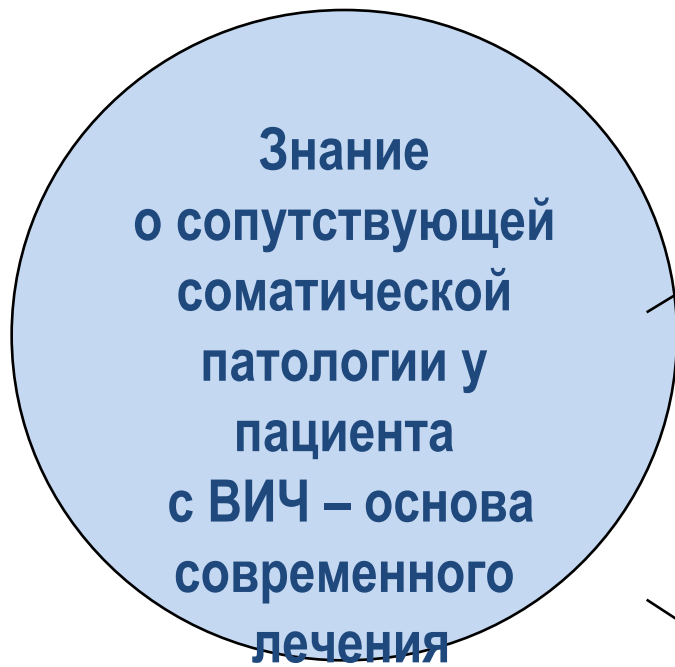 Знание
о сопутствующей
соматической
патологии у
пациента
с ВИЧ – основа
современного
лечения